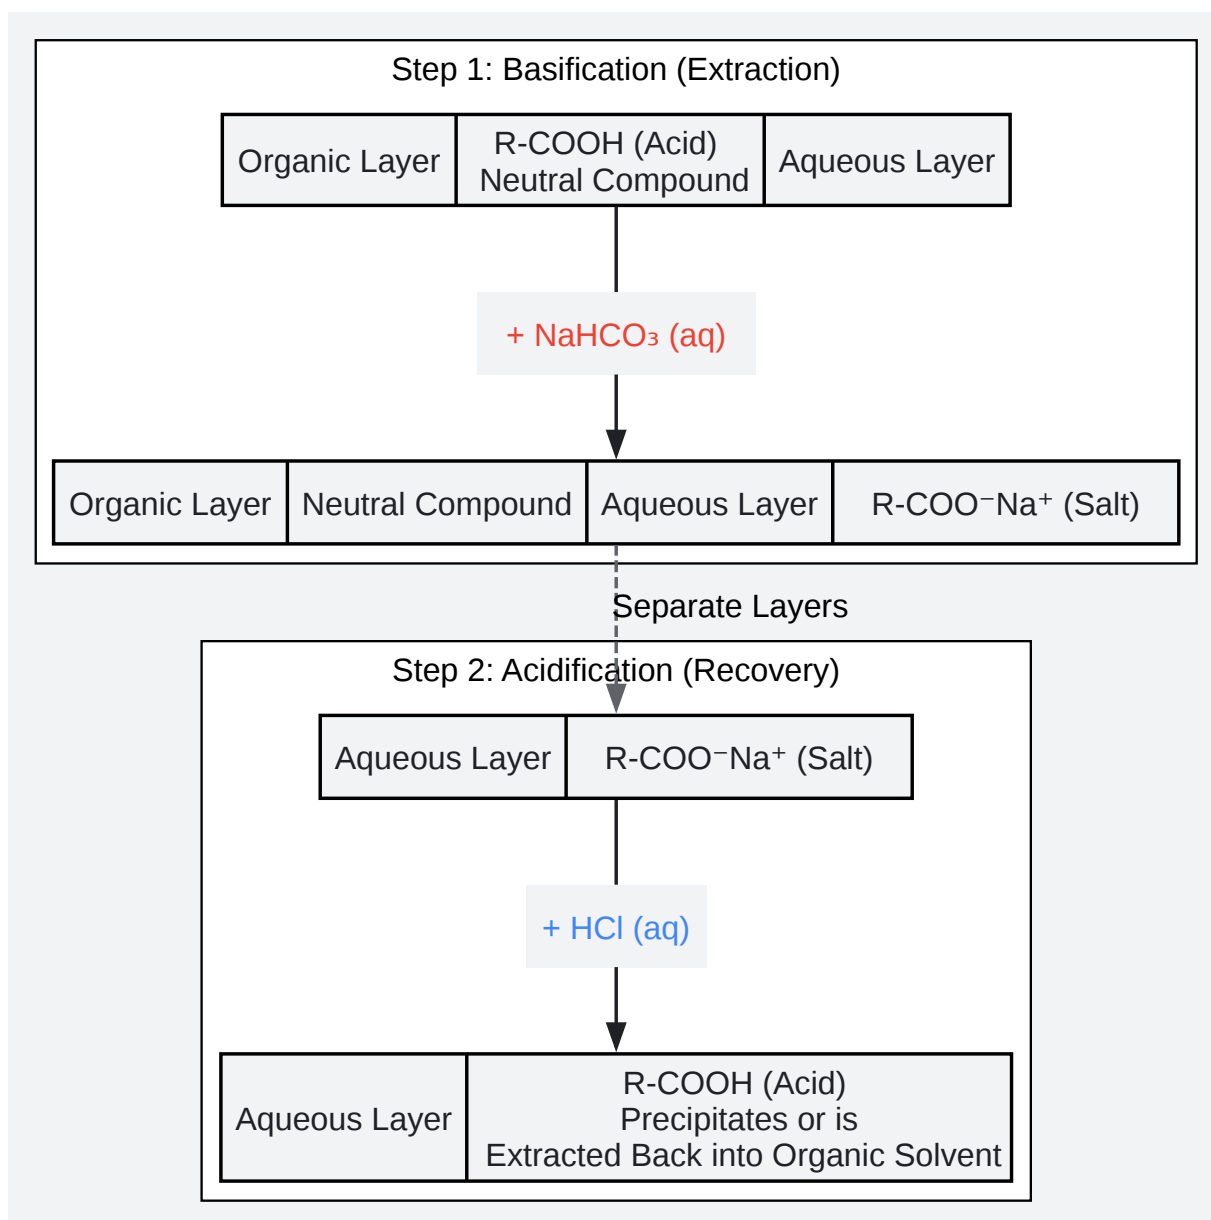 Step 1: Basification (Extraction)
Organic Layer
R-COOH (Acid)
Neutral Compound
Aqueous Layer
+ NaHCO₃ (aq)
Organic Layer
Neutral Compound
Aqueous Layer
R-COO⁻Na⁺ (Salt)
Separate Layers
Step 2: Acidification (Recovery)
Aqueous Layer
R-COO⁻Na⁺ (Salt)
+ HCl (aq)
Aqueous Layer
R-COOH (Acid)
Precipitates or is
Extracted Back into Organic Solvent